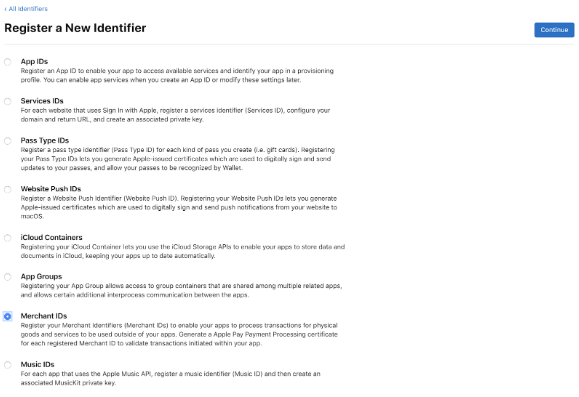 ‹ All Identifiers
Register a New Identifier
Continue
App IDs
Register an App ID to enable your app to access available services and identify your app in a provisioning
profile. You can enable app services when you create an App ID or modify these settings later.
Services IDs
For each website that uses Sign In with Apple, register a services identifier (Services ID), configure your
domain and return URL, and create an associated private key.
Pass Type IDs
Register a pass type identifier (Pass Type ID) for each kind of pass you create (i.e. gift cards). Registering
your Pass Type IDs lets you generate Apple-issued certificates which are used to digitally sign and send
updates to your passes, and allow your passes to be recognized by Wallet.
Website Push IDs
Register a Website Push Identifier (Website Push ID). Registering your Website Push IDs lets you generate
Apple-issued certificates which are used to digitally sign and send push notifications from your website to
macOS.
iCloud Containers
Registering your iCloud Container lets you use the iCloud Storage APIs to enable your apps to store data and
documents in iCloud, keeping your apps up to date automatically.
App Groups
Registering your App Group allows access to group containers that are shared among multiple related apps,
and allows certain additional interprocess communication between the apps.
Merchant IDs
Register your Merchant Identifiers (Merchant IDs) to enable your apps to process transactions for physical
goods and services to be used outside of your apps. Generate a Apple Pay Payment Processing certificate
for each registered Merchant ID to validate transactions initiated within your app.
Music IDs
For each app that uses the Apple Music API, register a music identifier (Music ID) and then create an
associated MusicKit private key.